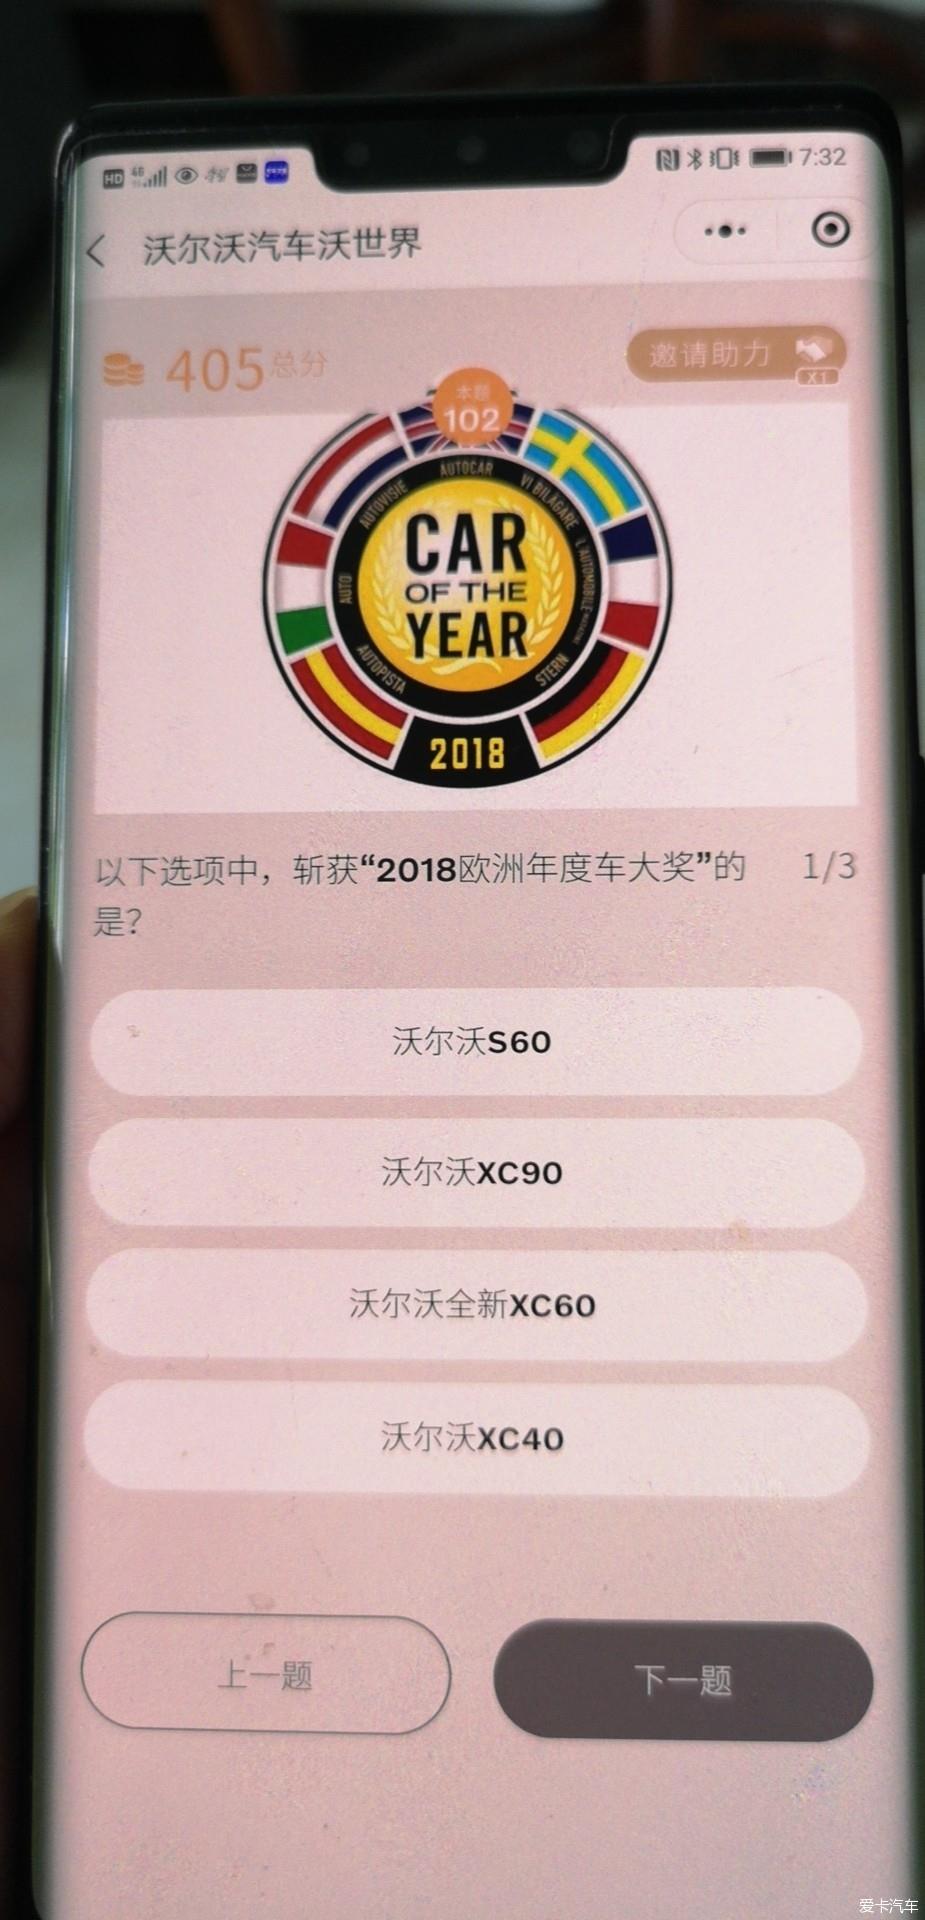 HD 4G 7:32
沃尔沃汽车沃世界
405总分
邀请助力
X1
本题
102
AUTOCAR
AUTOVISIE
VI BILAGARE
L'AUTOMOBILE MAGAZINE
AUTO
CAR
OF THE
YEAR
AUTOPISTA
STERN
2018
以下选项中，斩获“2018欧洲年度车大奖”的
是？
1/3
沃尔沃S60
沃尔沃XC90
沃尔沃全新XC60
沃尔沃XC40
上一题
下一题
爱卡汽车